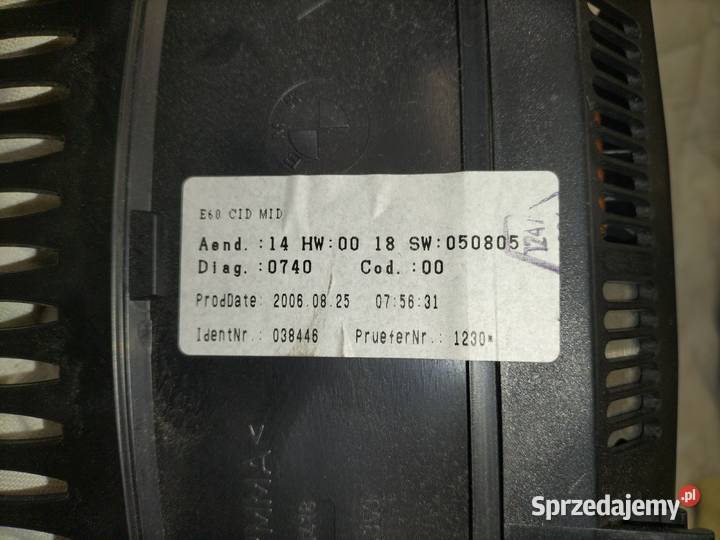 E60 CID MID
Aend.:14 HW:00 18 SW:050805
Diag.:0740 Cod.:00
ProdDate: 2006.08.25 07:56:31
IdentNr.: 038446 PrueferNr.: 1230*
Sprzedajemy.pl